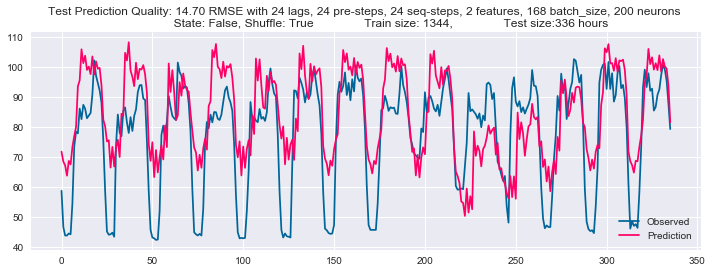 Test Prediction Quality: 14.70 RMSE with 24 lags, 24 pre-steps, 24 seq-steps, 2 features, 168 batch_size, 200 neurons
State: False, Shuffle: True Train size: 1344, Test size:336 hours
110
100
90
80
70
60
50
40
0 50 100 150 200 250 300 350
Observed
Prediction